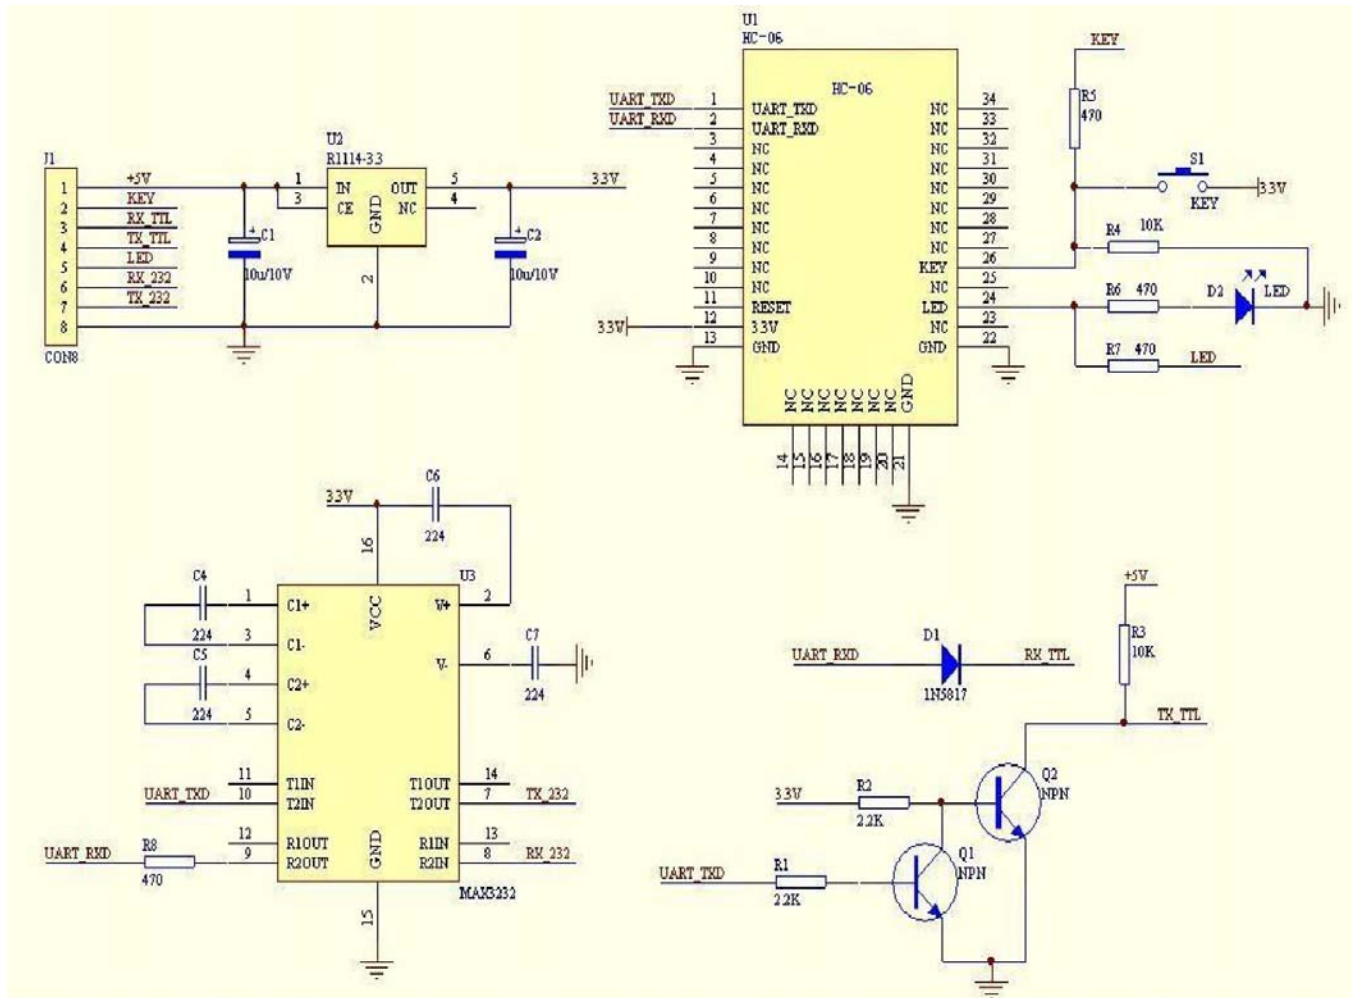 J1
1
2
3
4
5
6
7
8
CON8
+5V
KEY
RX_TTL
TX_TTL
LED
RX_232
TX_232
C1
+
10u/10V
U2
R1114-3.3
1
3
IN
CE
GND
OUT
NC
5
4
2
3.3V
+
C2
10u/10V
U1
HC-06
HC-06
UART_TXD
UART_RXD
1
2
3
4
5
6
7
8
9
10
11
12
13
UART_TXD
UART_RXD
NC
NC
NC
NC
NC
NC
NC
NC
RESET
3.3V
GND
3.3V
NC
NC
NC
NC
NC
NC
NC
NC
KEY
NC
LED
NC
GND
34
33
32
31
30
29
28
27
26
25
24
23
22
NC
NC
NC
NC
NC
NC
NC
GND
14
15
16
17
18
19
20
21
KEY
R5
470
S1
KEY
3.3V
R4 10K
R6 470
D2 LED
R7 470
LED
3.3V
C6
224
16
U3
C4
224
C5
224
1
3
4
5
C1+
C1-
C2+
C2-
VCC
V+
V-
2
6
C7
224
11
10
12
9
T1IN
T2IN
R1OUT
R2OUT
GND
T1OUT
T2OUT
R1IN
R2IN
14
7
13
8
UART_TXD
UART_RXD
R8
470
TX_232
RX_232
MAX3232
15
UART_RXD
D1
1N5817
RX_TTL
+5V
R3
10K
TX_TTL
Q2
NPN
3.3V
R2
2.2K
Q1
NPN
UART_TXD
R1
2.2K